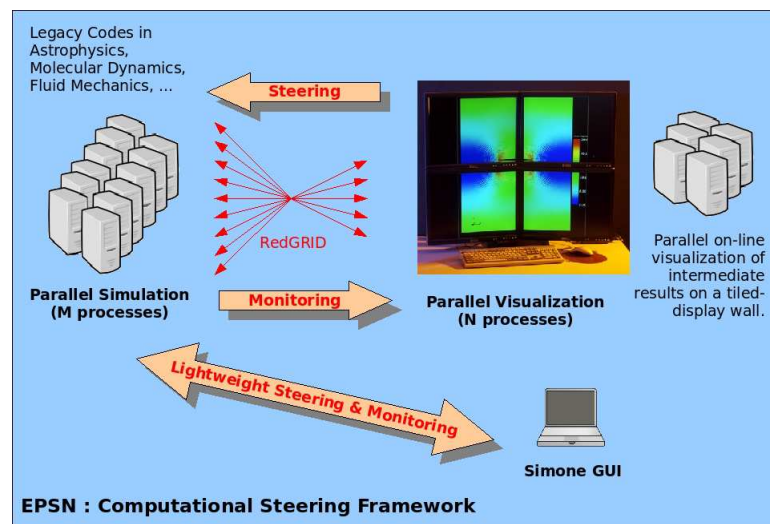 Legacy Codes in
Astrophysics,
Molecular Dynamics,
Fluid Mechanics, ...
Steering
RedGRID
Parallel on-line
visualization of
intermediate
results on a tiled-
display wall.
Parallel Simulation
(M processes)
Monitoring
Parallel Visualization
(N processes)
Lightweight Steering & Monitoring
Simone GUI
EPSN : Computational Steering Framework